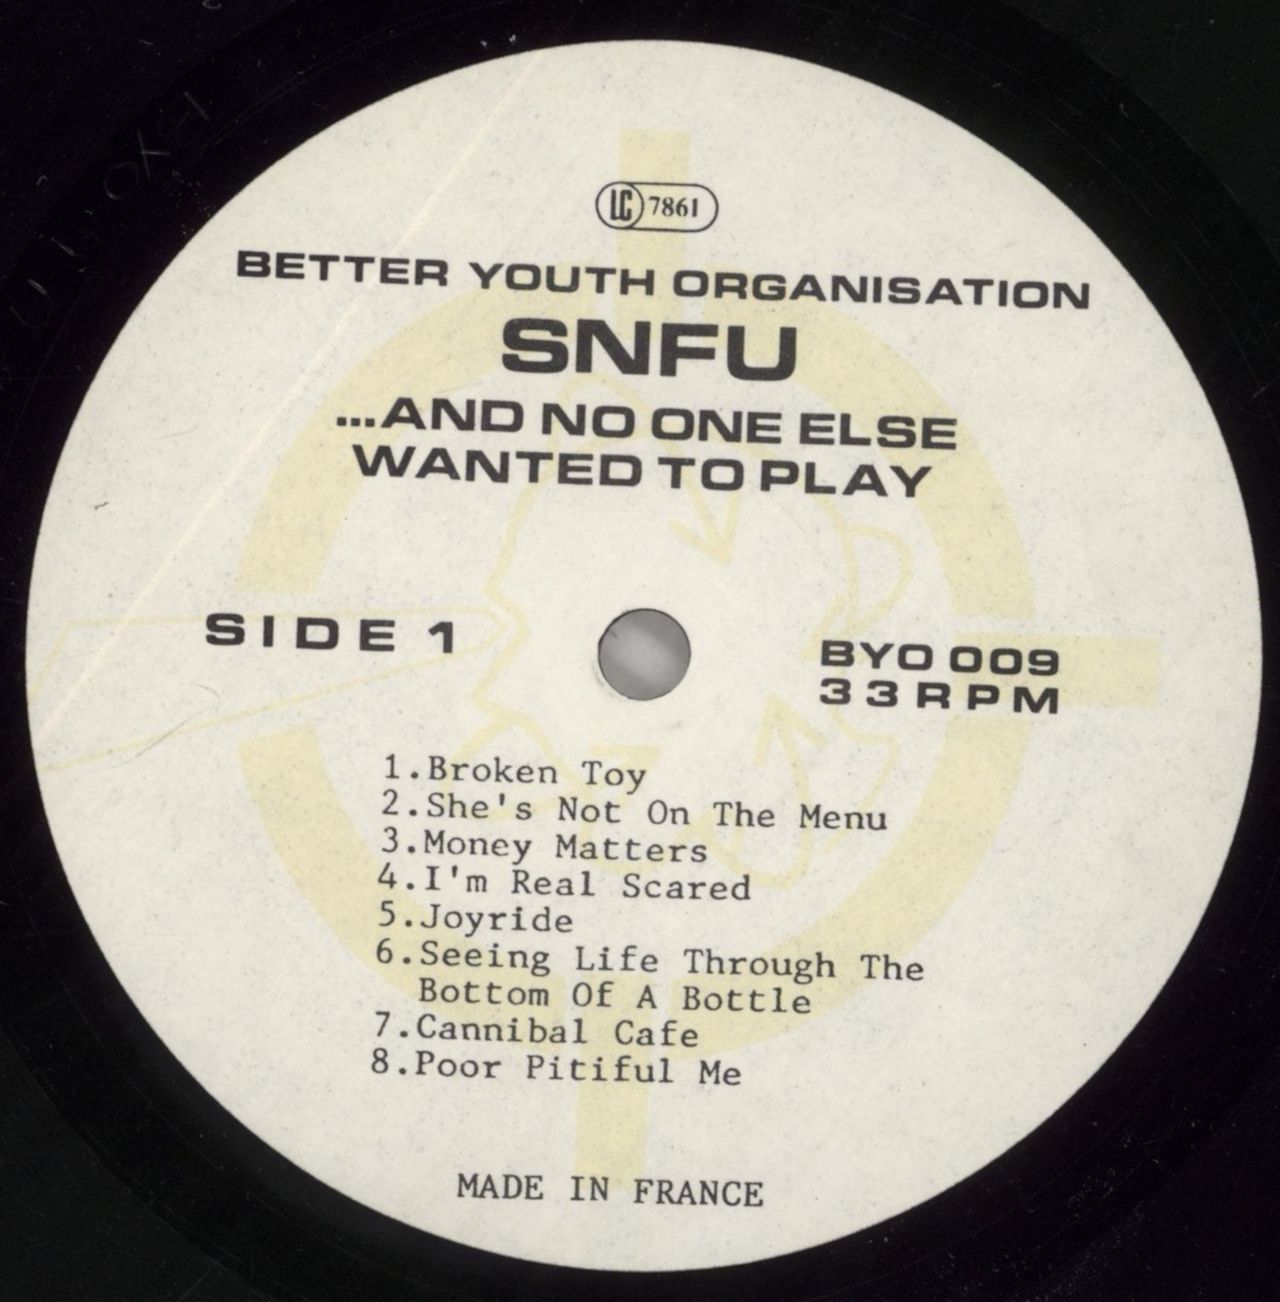 LC 7861
BETTER YOUTH ORGANISATION
SNFU
...AND NO ONE ELSE
WANTED TO PLAY
SIDE 1
BYO 009
33RPM
1.Broken Toy
2.She's Not On The Menu
3.Money Matters
4.I'm Real Scared
5.Joyride
6.Seeing Life Through The
Bottom Of A Bottle
7.Cannibal Cafe
8.Poor Pitiful Me
MADE IN FRANCE